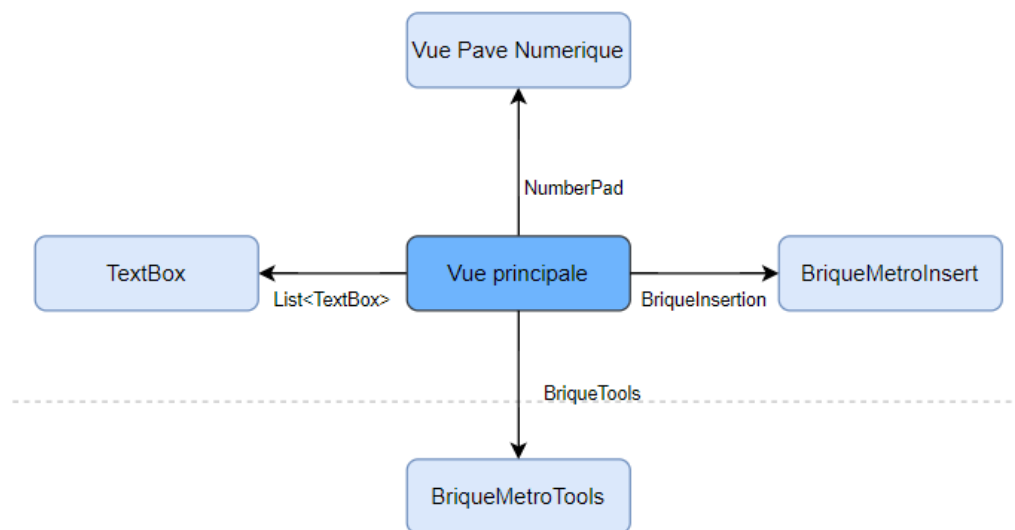 Vue Pave Numerique
NumberPad
TextBox
Vue principale
BriqueMetroInsert
List<TextBox>
BriqueInsertion
BriqueTools
BriqueMetroTools